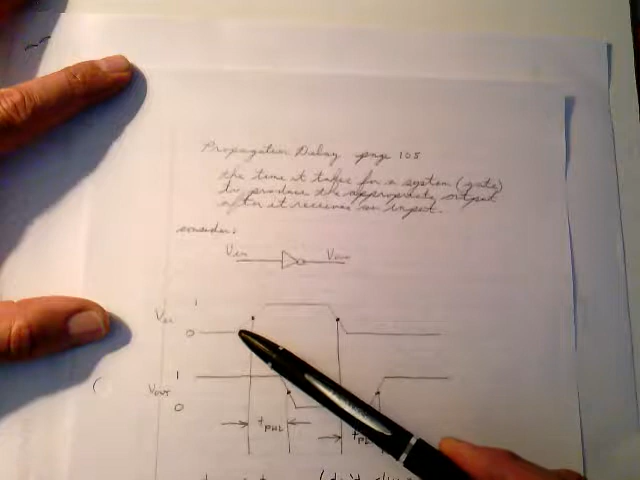 Propagation Delay page 105
the time it takes for a system (gate)
to produce the appropriate output
after it receives an input.
consider:
Vin Vout
1
Vin
0
1
Vout
0
tPHL